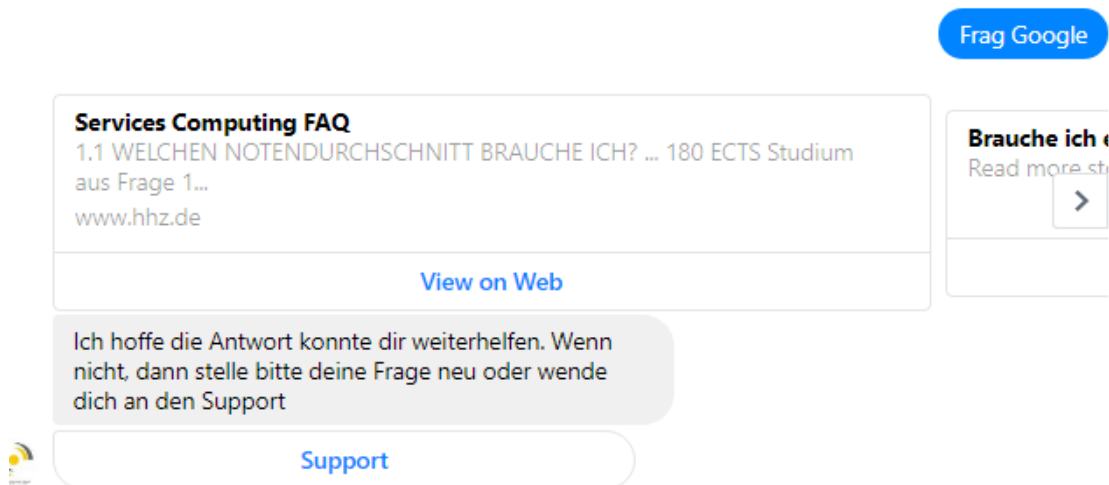 Frag Google
Services Computing FAQ
1.1 WELCHEN NOTENDURCHSCHNITT BRAUCHE ICH? ... 180 ECTS Studium
aus Frage 1...
www.hhz.de
View on Web
Brauche ich
Read more
Ich hoffe die Antwort konnte dir weiterhelfen. Wenn
nicht, dann stelle bitte deine Frage neu oder wende
dich an den Support
Support